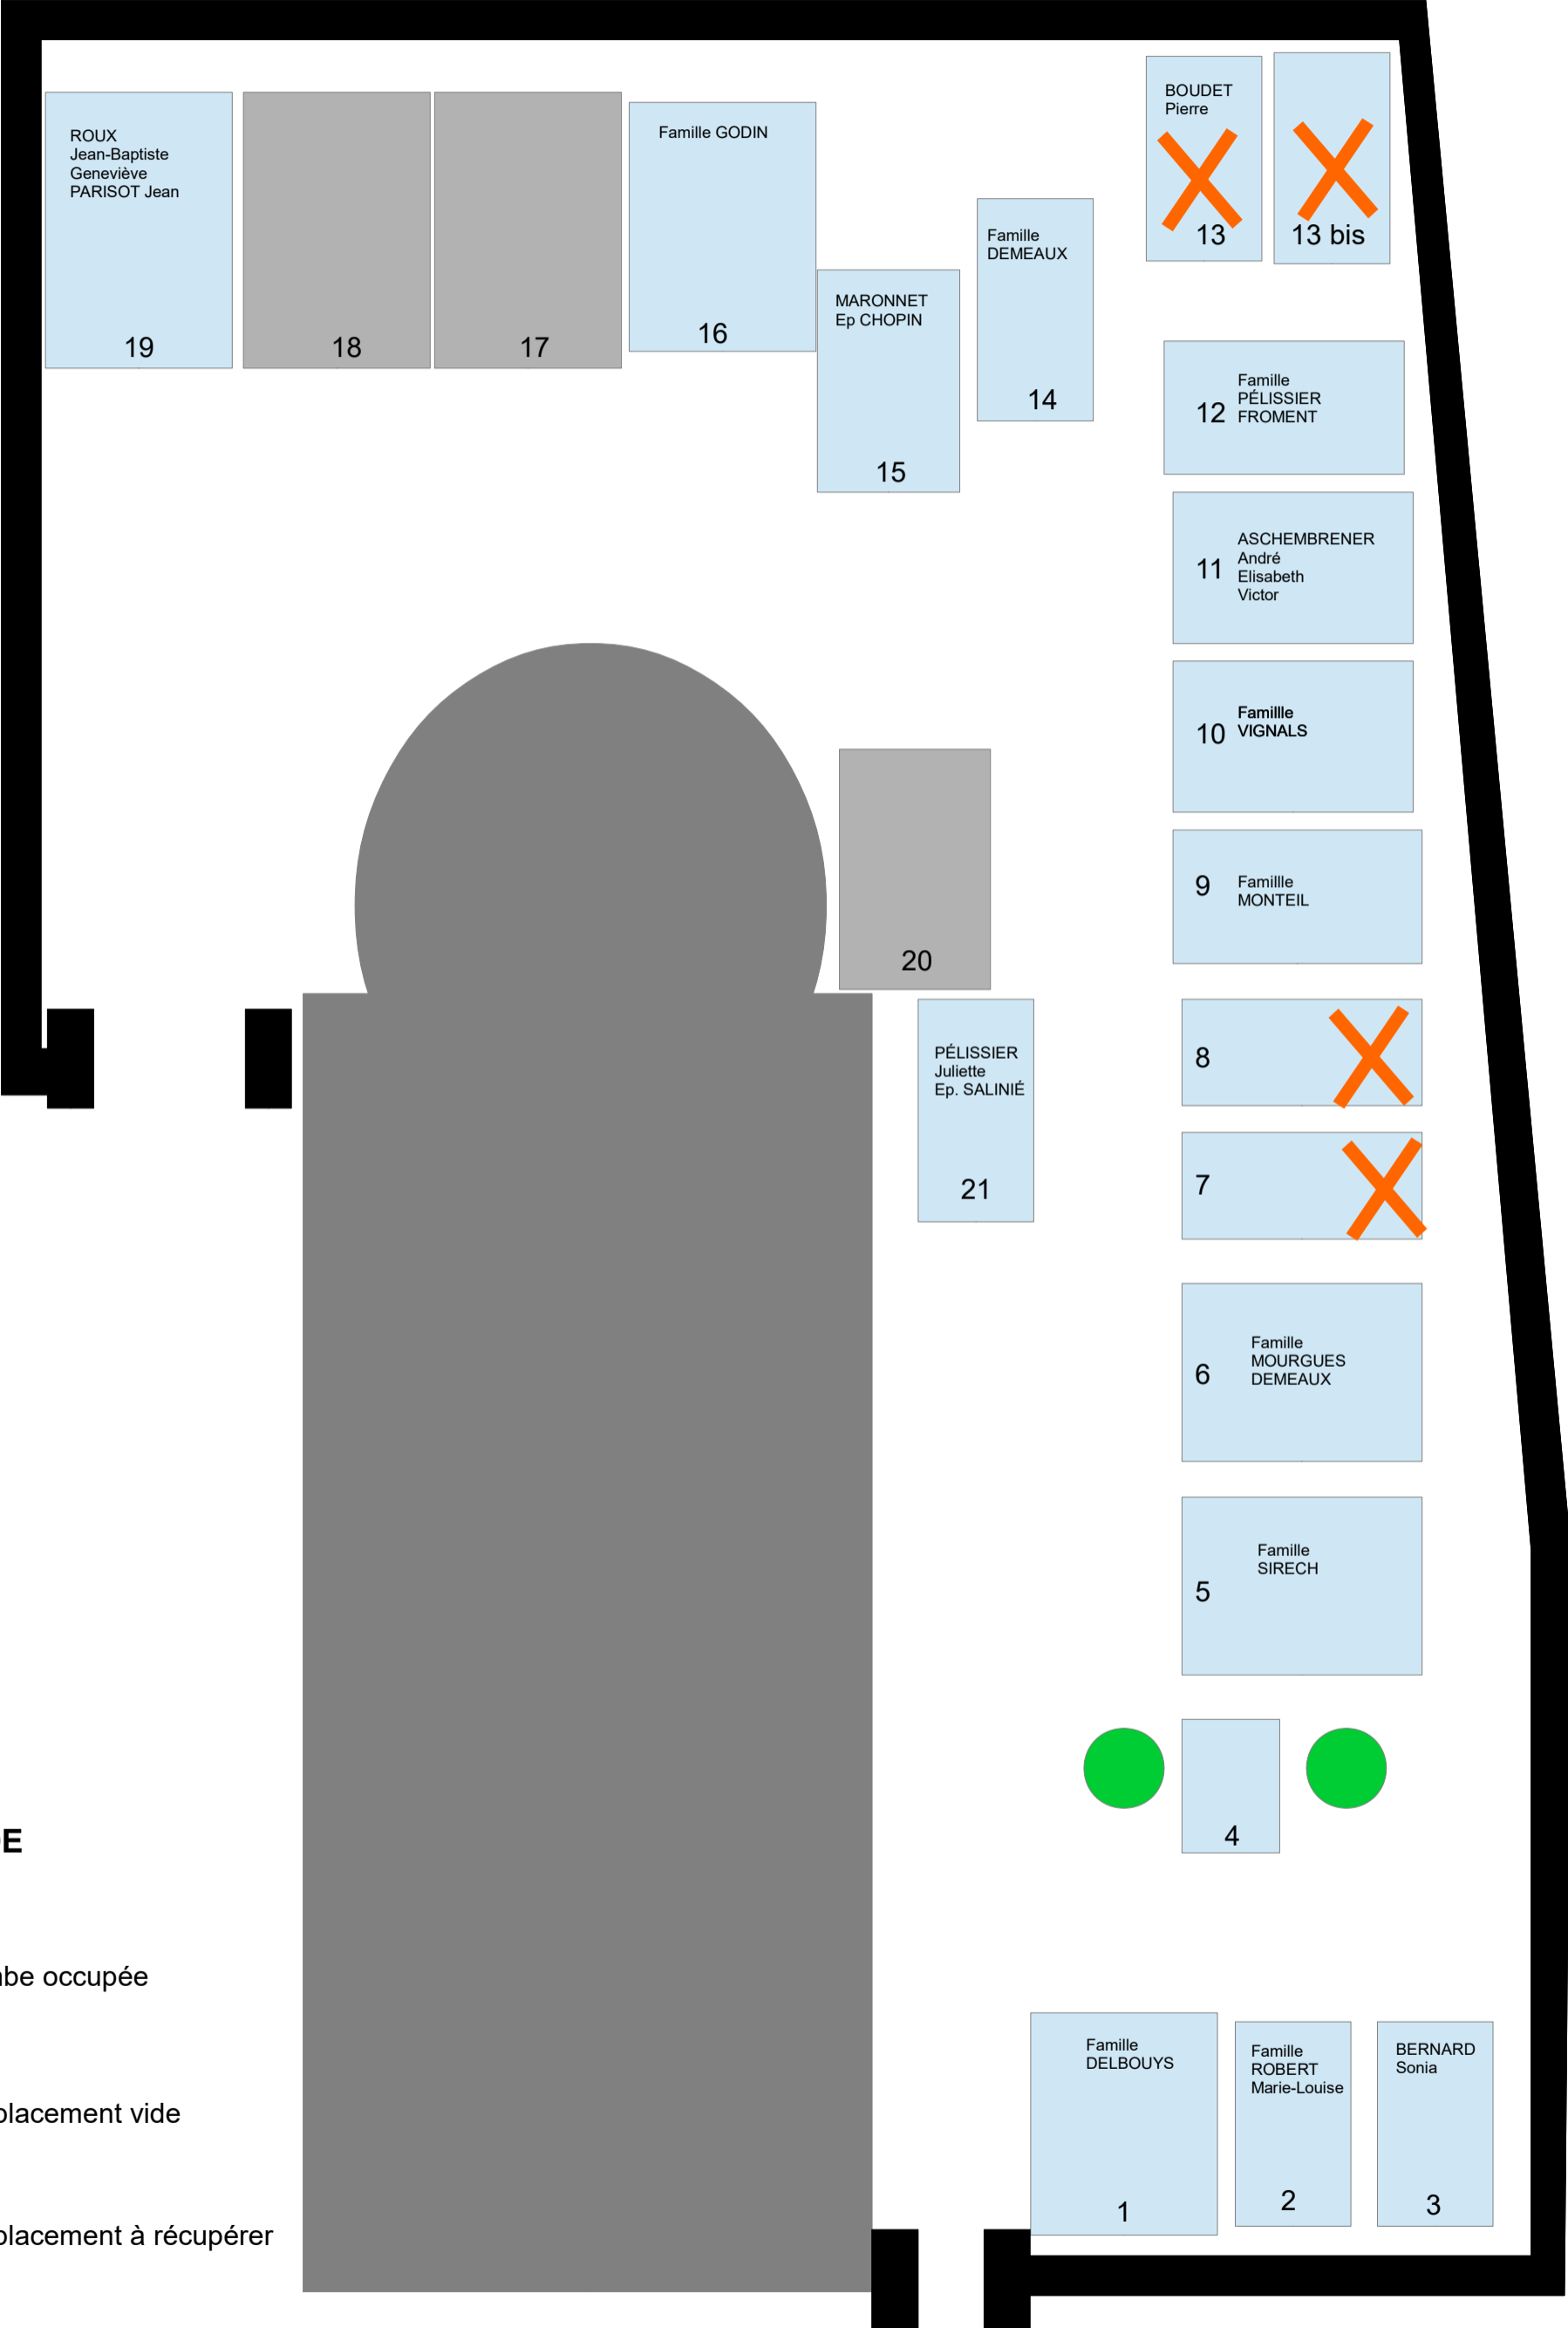 BOUDET
Pierre
13
13 bis
ROUX
Jean-Baptiste
Geneviève
PARISOT Jean
19
18
17
Famille GODIN
16
MARONNET
Ep CHOPIN
15
Famille
DEMEAUX
14
12
Famille
PÉLISSIER
FROMENT
11
ASCHEMBRENER
André
Elisabeth
Victor
10
Famillle
VIGNALS
9
Famillle
MONTEIL
20
8
PÉLISSIER
Juliette
Ep. SALINIÉ
21
7
6
Famille
MOURGUES
DEMEAUX
5
Famille
SIRECH
4
E
be occupée
placement vide
placement à récupérer
Famille
DELBOUYS
1
Famille
ROBERT
Marie-Louise
2
BERNARD
Sonia
3